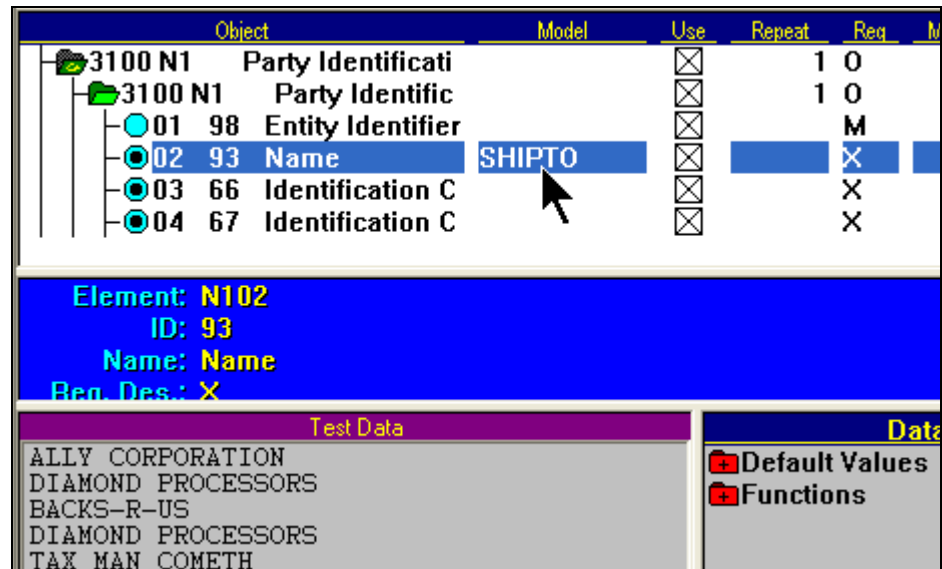 Object Model Use Repeat Req M
3100 N1 Party Identificati 1 O
3100 N1 Party Identific 1 O
01 98 Entity Identifier M
02 93 Name SHIPTO X
03 66 Identification C X
04 67 Identification C X
Element: N102
ID: 93
Name: Name
Req. Des.: X
Test Data
ALLY CORPORATION
DIAMOND PROCESSORS
BACKS-R-US
DIAMOND PROCESSORS
TAX MAN COMETH
Data
Default Values
Functions